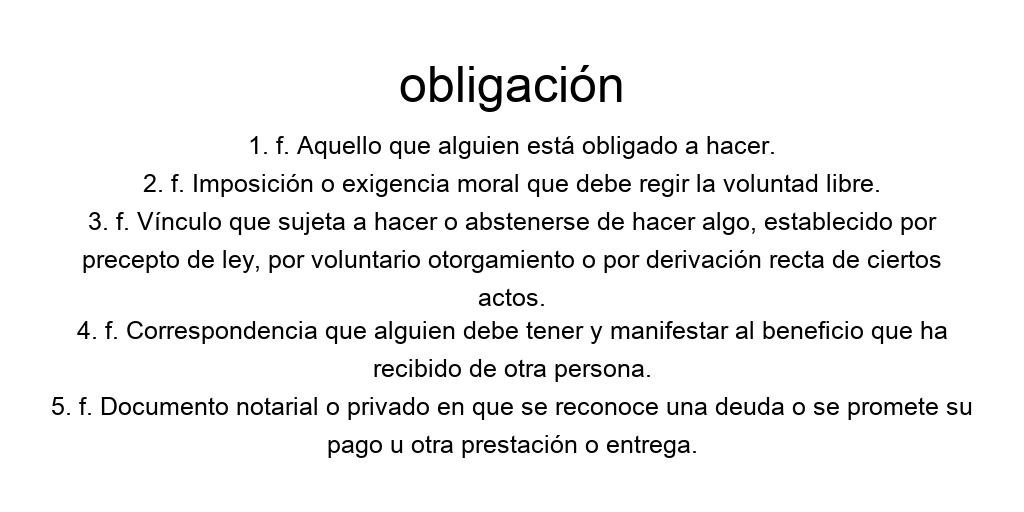 obligación
1. f. Aquello que alguien está obligado a hacer.
2. f. Imposición o exigencia moral que debe regir la voluntad libre.
3. f. Vínculo que sujeta a hacer o abstenerse de hacer algo, establecido por
precepto de ley, por voluntario otorgamiento o por derivación recta de ciertos
actos.
4. f. Correspondencia que alguien debe tener y manifestar al beneficio que ha
recibido de otra persona.
5. f. Documento notarial o privado en que se reconoce una deuda o se promete su
pago u otra prestación o entrega.